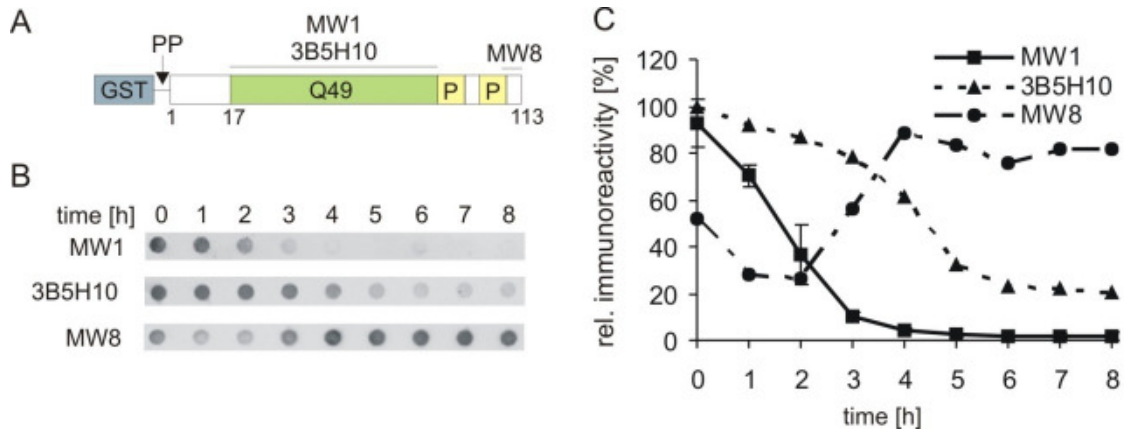 A
MW1
PP
3B5H10
MW8
GST
Q49
P
P
1
17
113
B
time [h] 0 1 2 3 4 5 6 7 8
MW1
3B5H10
MW8
C
rel. immunoreactivity [%]
120
100
80
60
40
20
0
MW1
3B5H10
MW8
0 1 2 3 4 5 6 7 8
time [h]